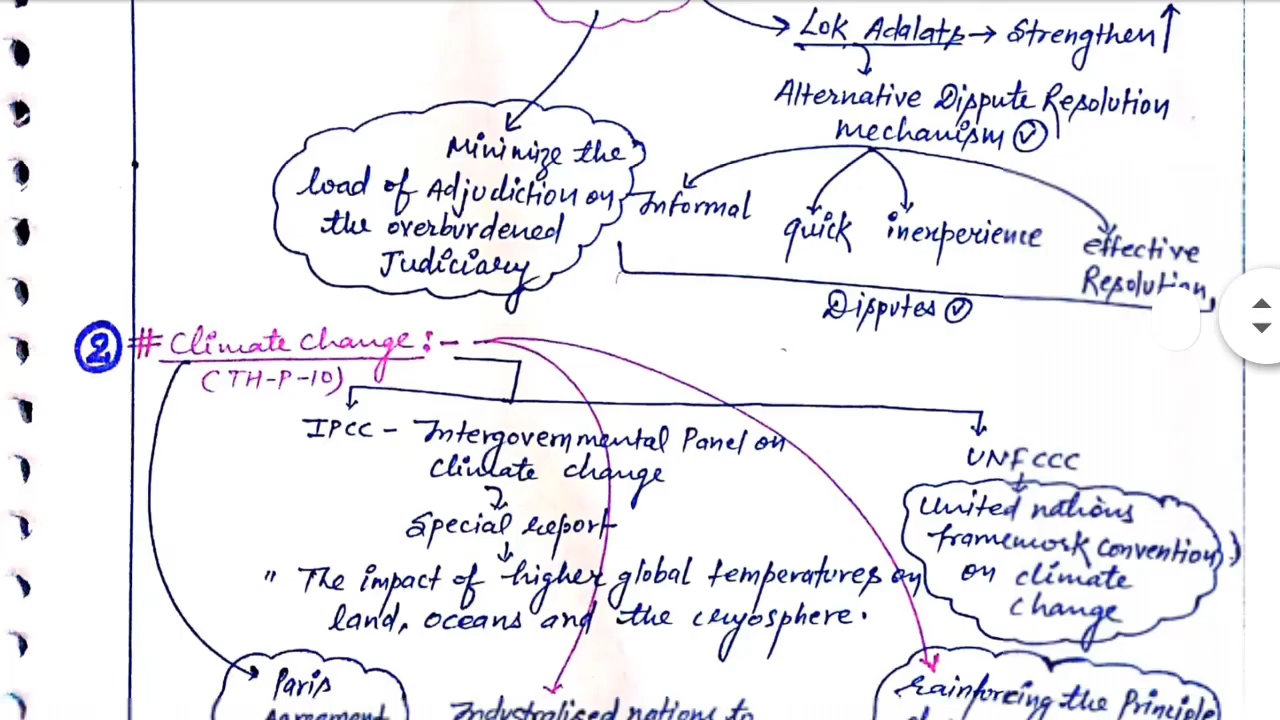 Lok Adalats → Strengthen ↑
Alternative Dispute Resolution
mechanism
Minimize the
load of Adjudiction on
the overburdened
Judiciary
Informal
quick
inexperience
effective
Resolution,
Disputes
2 # Climate Change :-
(TH-P-10)
IPCC - Intergovernmental Panel on
Climate change
Special report
" The impact of higher global temperatures on
land, oceans and the cryosphere.
UNFCCC
United nations
framework convention
on climate
change
Paris
Agreement
Industralised nations to
rainforcing the Principle